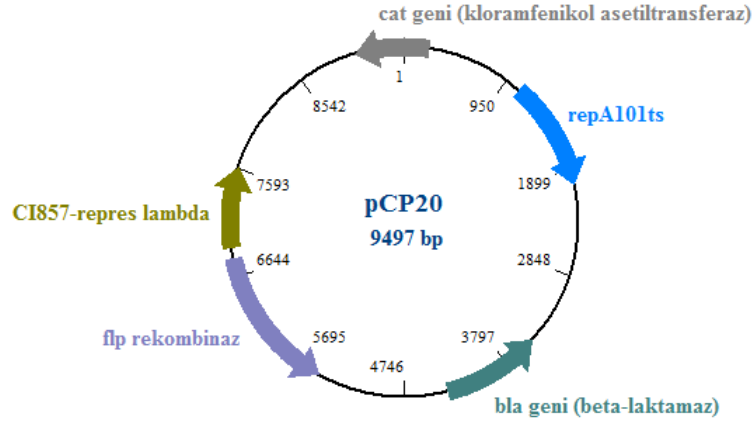 cat geni (kloramfenikol asetiltransferaz)
1
8542
950
repA101ts
7593
1899
CI857-repres lambda
pCP20
9497 bp
6644
2848
flp rekombinaz
5695
3797
4746
bla geni (beta-laktamaz)